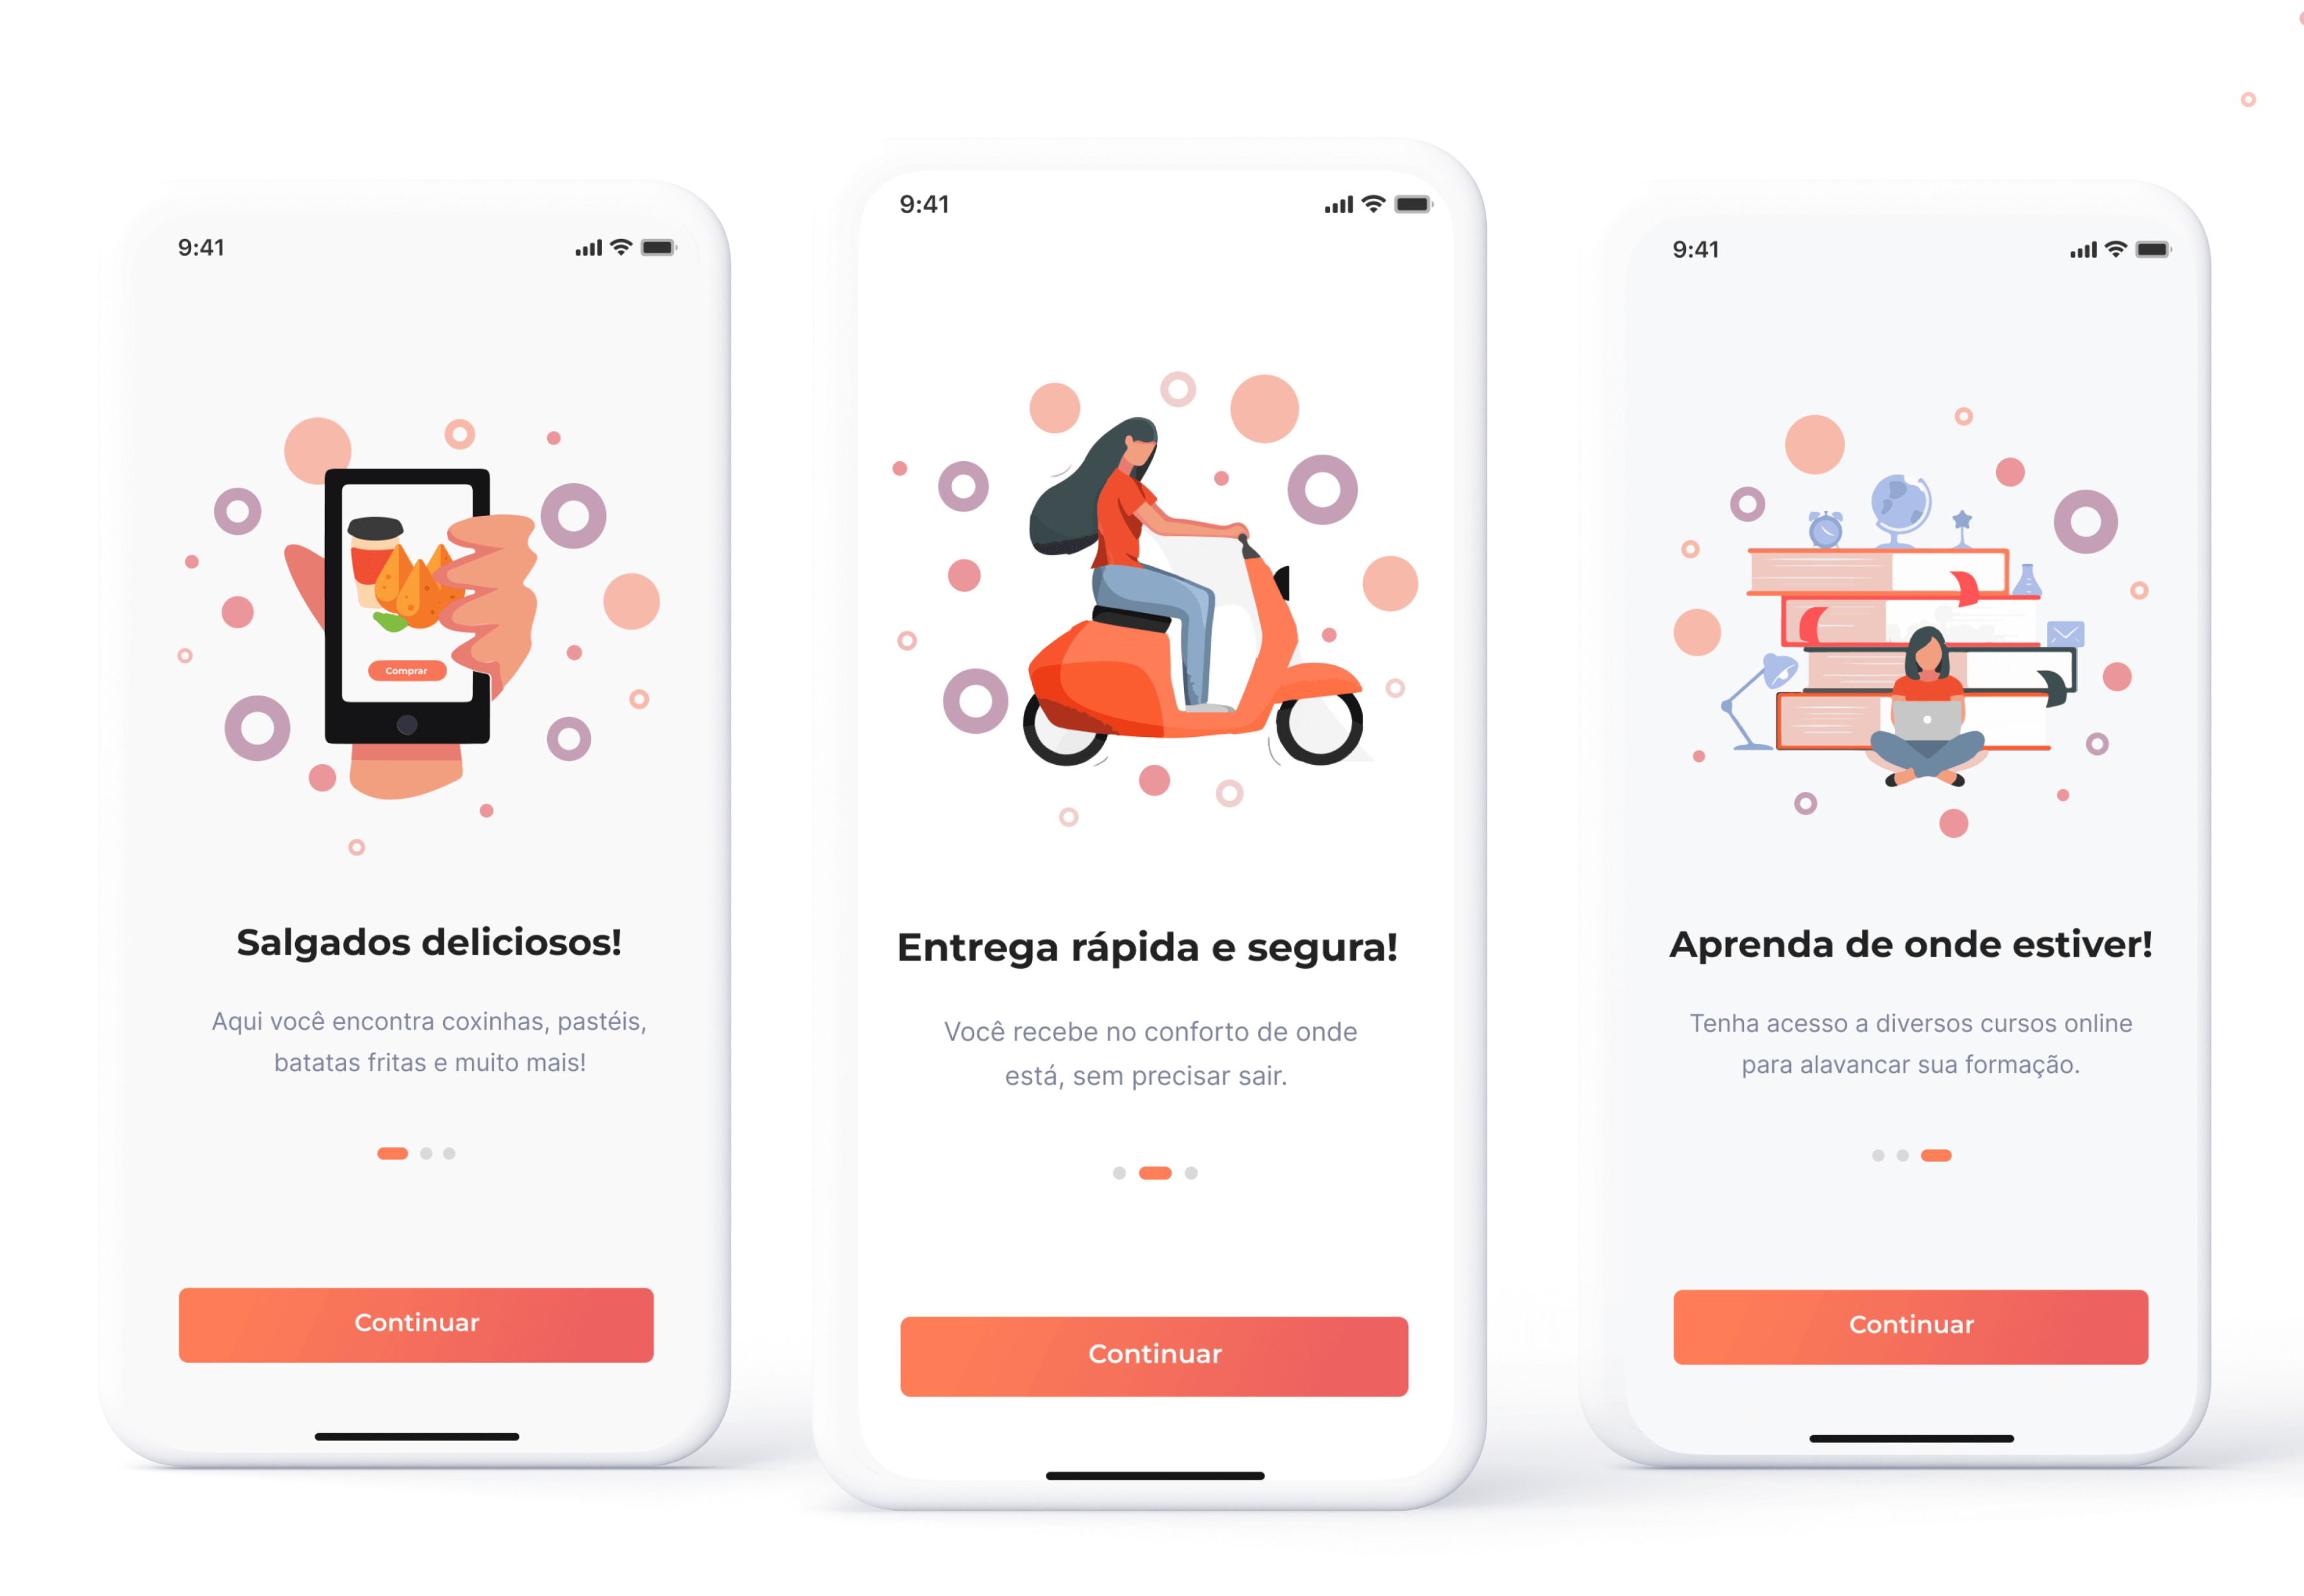 9:41
Comprar
Salgados deliciosos!
Aqui você encontra coxinhas, pastéis,
batatas fritas e muito mais!
Continuar
9:41
Entrega rápida e segura!
Você recebe no conforto de onde
está, sem precisar sair.
Continuar
9:41
Aprenda de onde estiver!
Tenha acesso a diversos cursos online
para alavancar sua formação.
Continuar